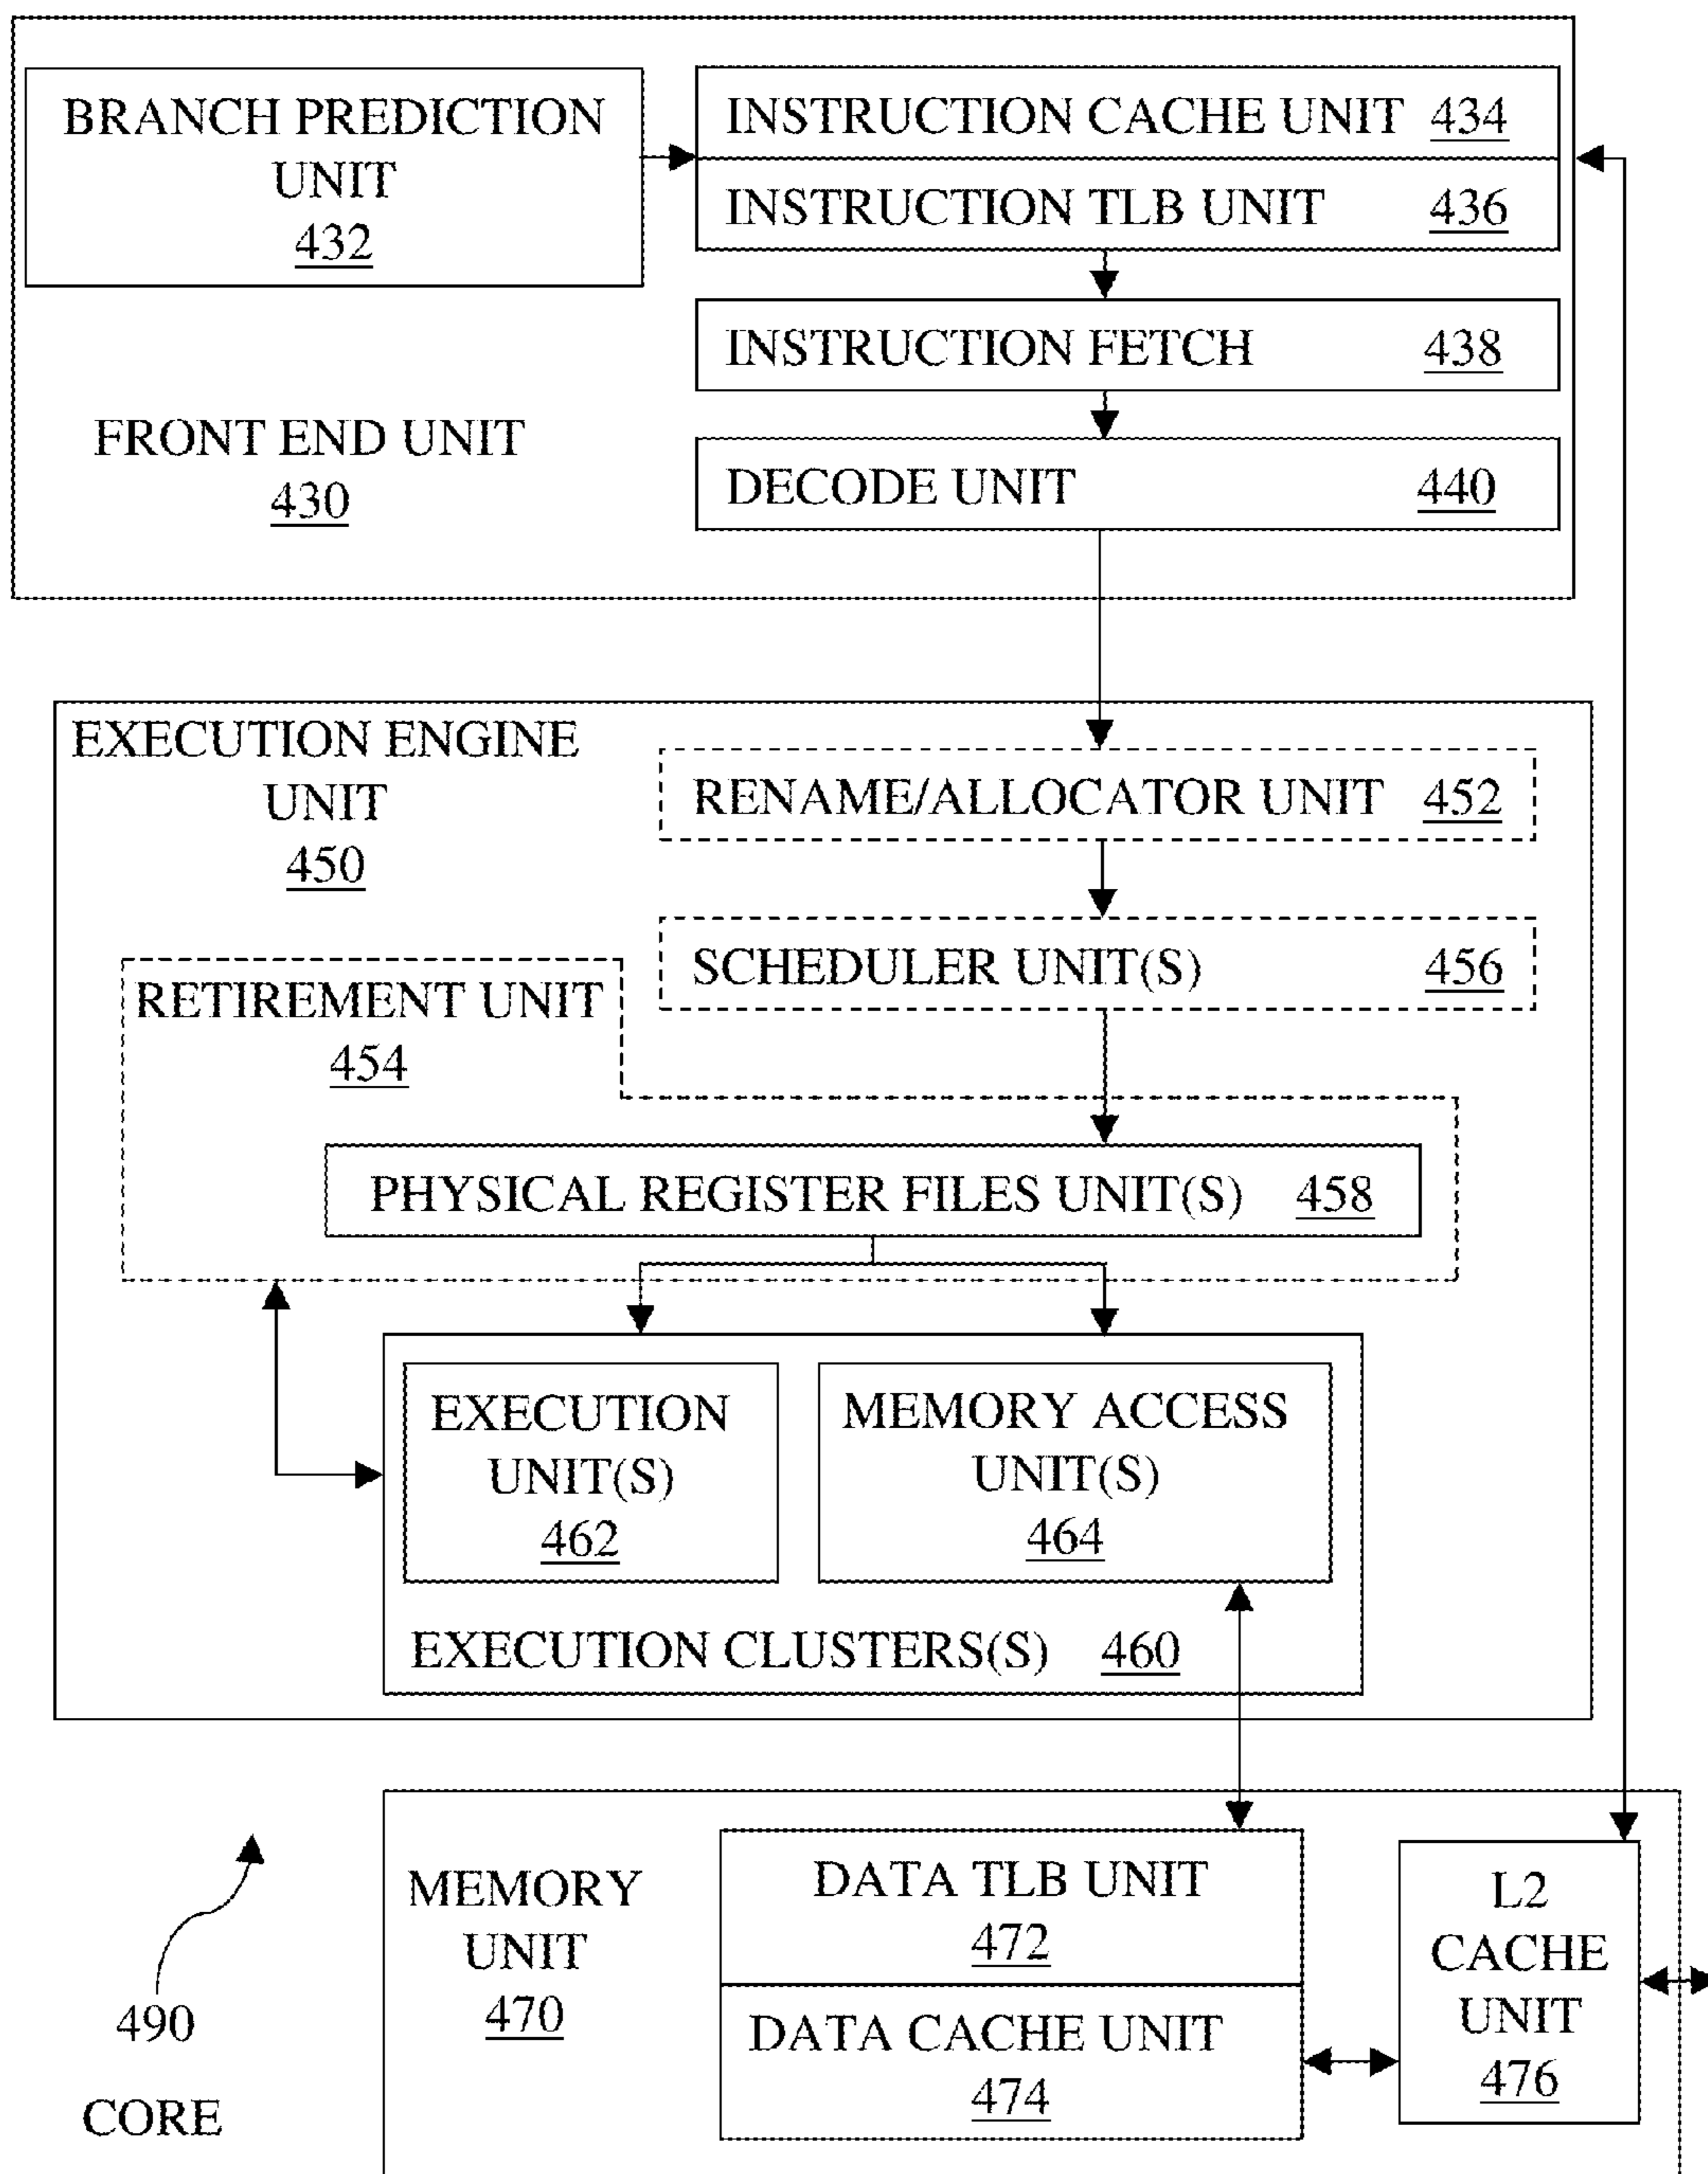 BRANCH PREDICTION
UNIT
432
INSTRUCTION CACHE UNIT 434
INSTRUCTION TLB UNIT 436
INSTRUCTION FETCH 438
FRONT END UNIT
430
DECODE UNIT 440
EXECUTION ENGINE
UNIT
450
RENAME/ALLOCATOR UNIT 452
SCHEDULER UNIT(S) 456
RETIREMENT UNIT
454
PHYSICAL REGISTER FILES UNIT(S) 458
EXECUTION
UNIT(S)
462
MEMORY ACCESS
UNIT(S)
464
EXECUTION CLUSTERS(S) 460
MEMORY
UNIT
470
DATA TLB UNIT
472
DATA CACHE UNIT
474
L2
CACHE
UNIT
476
490
CORE